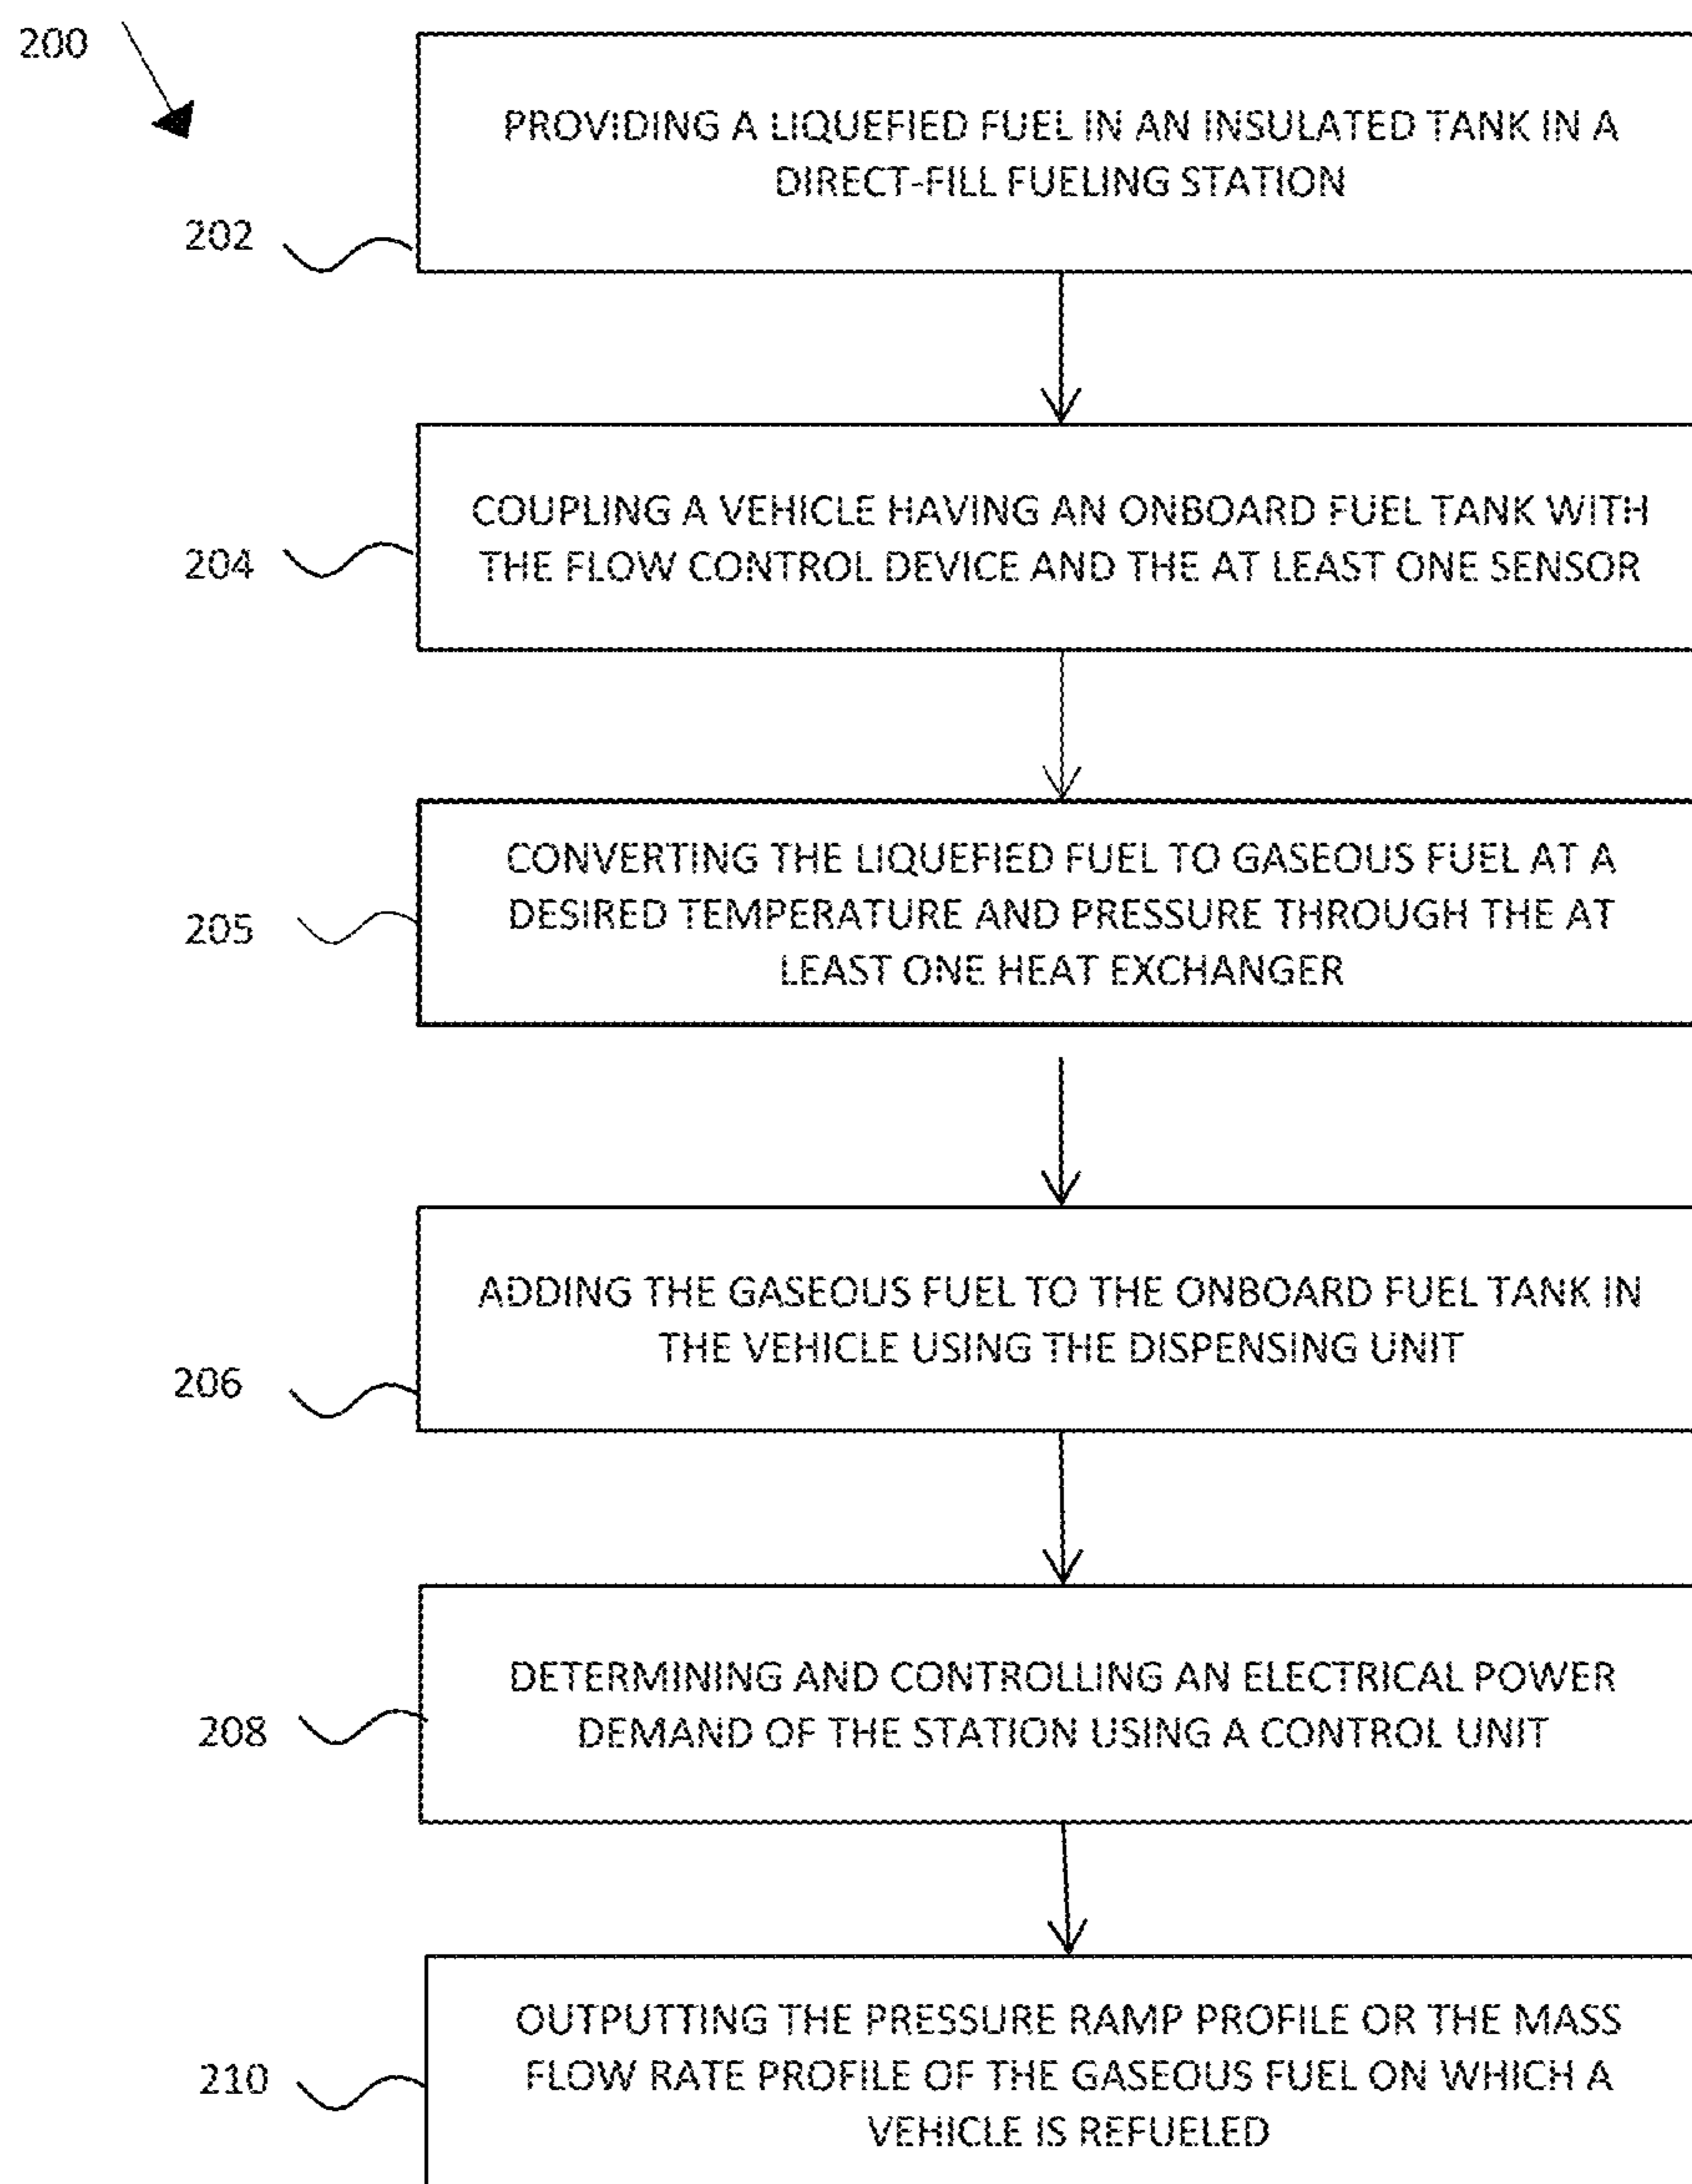 200
PROVIDING A LIQUEFIED FUEL IN AN INSULATED TANK IN A
DIRECT-FILL FUELING STATION
202
COUPLING A VEHICLE HAVING AN ONBOARD FUEL TANK WITH
THE FLOW CONTROL DEVICE AND THE AT LEAST ONE SENSOR
204
CONVERTING THE LIQUEFIED FUEL TO GASEOUS FUEL AT A
DESIRED TEMPERATURE AND PRESSURE THROUGH THE AT
LEAST ONE HEAT EXCHANGER
205
ADDING THE GASEOUS FUEL TO THE ONBOARD FUEL TANK IN
THE VEHICLE USING THE DISPENSING UNIT
206
DETERMINING AND CONTROLLING AN ELECTRICAL POWER
DEMAND OF THE STATION USING A CONTROL UNIT
208
OUTPUTTING THE PRESSURE RAMP PROFILE OR THE MASS
FLOW RATE PROFILE OF THE GASEOUS FUEL ON WHICH A
VEHICLE IS REFUELED
210